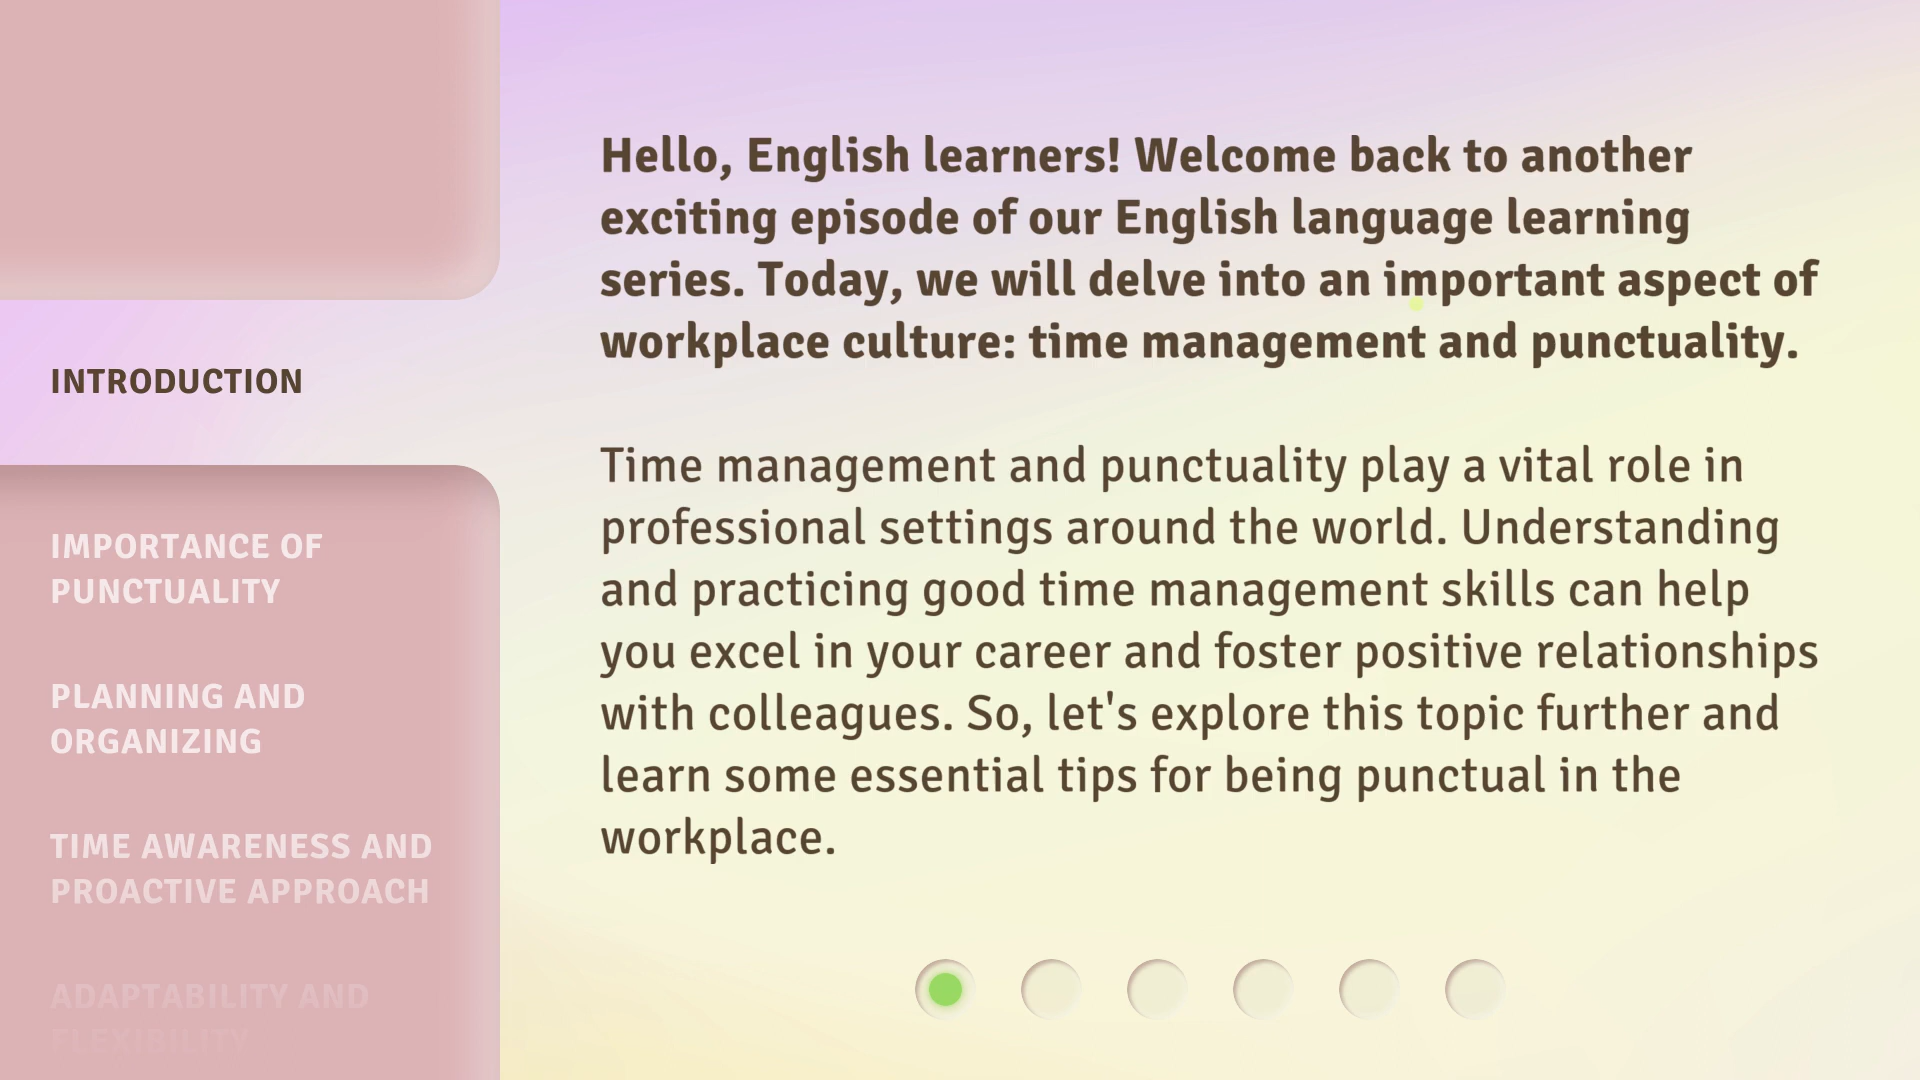 INTRODUCTION
IMPORTANCE OF
PUNCTUALITY
PLANNING AND
ORGANIZING
TIME AWARENESS AND
PROACTIVE APPROACH
ADAPTABILITY AND
FLEXIBILITY
Hello, English learners! Welcome back to another
exciting episode of our English language learning
series. Today, we will delve into an important aspect of
workplace culture: time management and punctuality.
Time management and punctuality play a vital role in
professional settings around the world. Understanding
and practicing good time management skills can help
you excel in your career and foster positive relationships
with colleagues. So, let's explore this topic further and
learn some essential tips for being punctual in the
workplace.